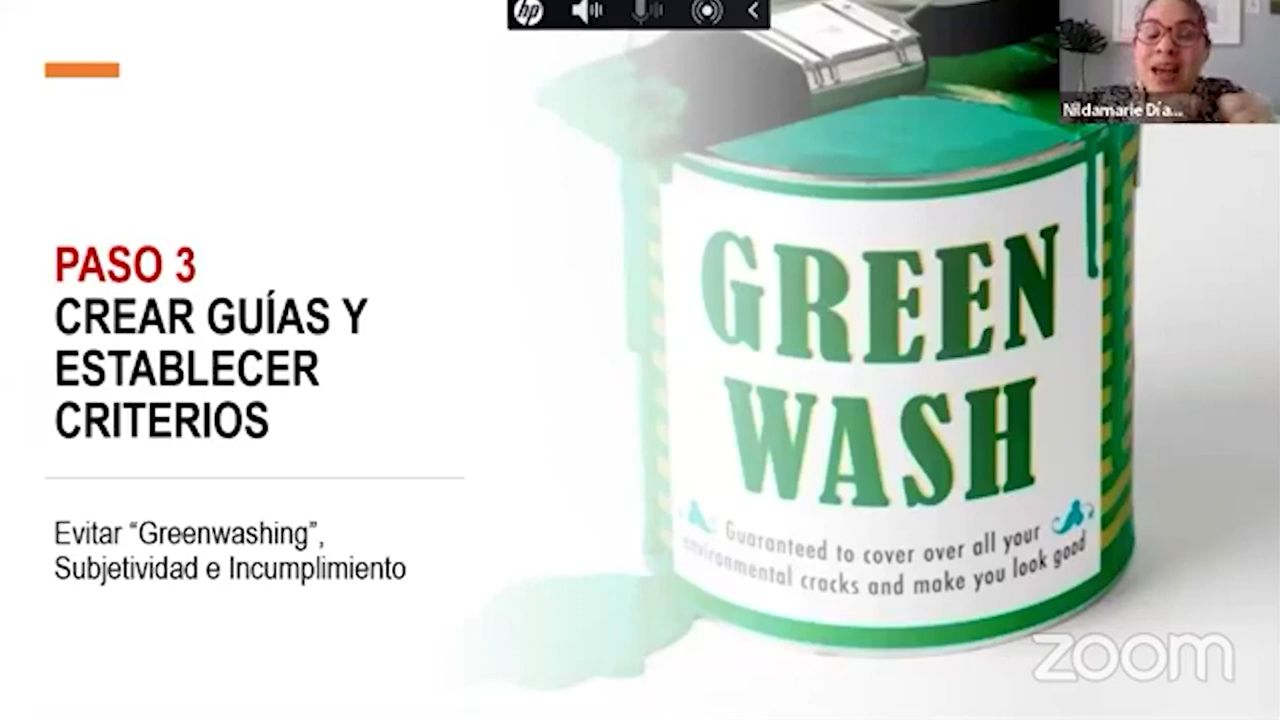 hp
Nildamarie Día...
PASO 3
CREAR GUÍAS Y
ESTABLECER
CRITERIOS
Evitar “Greenwashing”,
Subjetividad e Incumplimiento
GREEN
WASH
Guaranteed to cover over all your
environmental cracks and make you look good
zoom